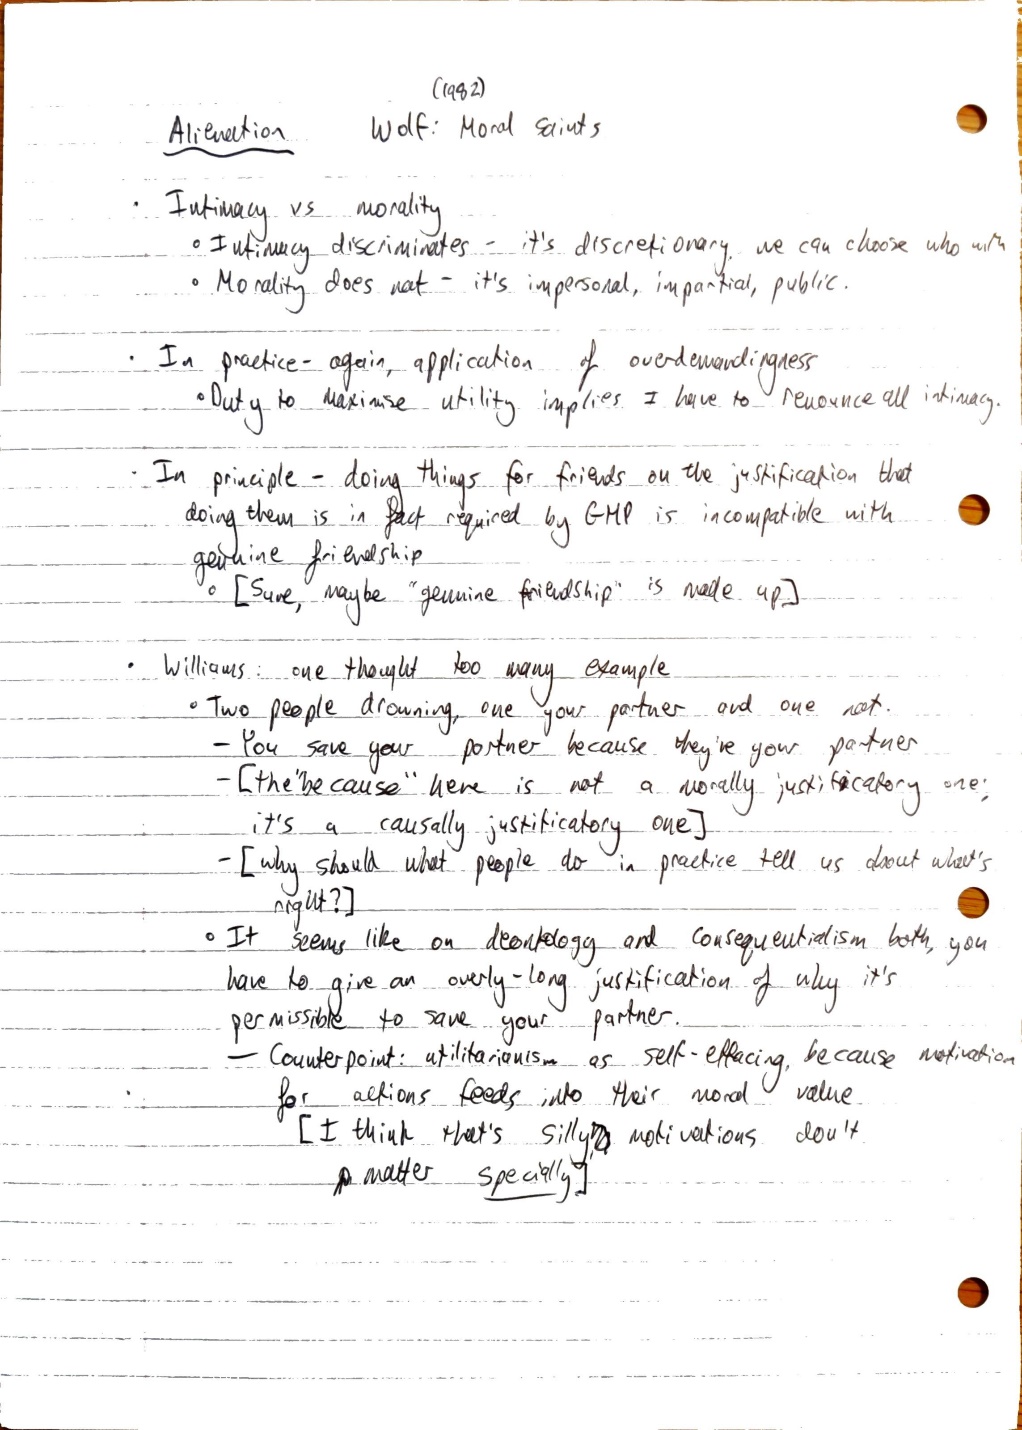 (1982)
Alienation Wolf: Moral Saints
· Intimacy vs morality
∘ Intimacy discriminates - it's discretionary, we can choose who with
∘ Morality does not - it's impersonal, impartial, public.
· In practice - again, application of overdemandingness
∘ Duty to maximise utility implies I have to renounce all intimacy.
· In principle - doing things for friends on the justification that
doing them is in fact required by GMP is incompatible with
genuine friendship
∘ [Sure, maybe "genuine friendship" is made up]
· Williams: one thought too many example
∘ Two people drowning, one your partner and one not.
- You save your partner because they're your partner
- [the "because" here is not a morally justificatory one;
it's a causally justificatory one]
- [why should what people do in practice tell us about what's
right?]
∘ It seems like on deontology and consequentialism both, you
have to give an overly-long justification of why it's
permissible to save your partner.
- Counterpoint: utilitarianism as self-effacing, because motivation
for actions feeds into their moral value
[I think that's silly, motivations don't
matter specially]